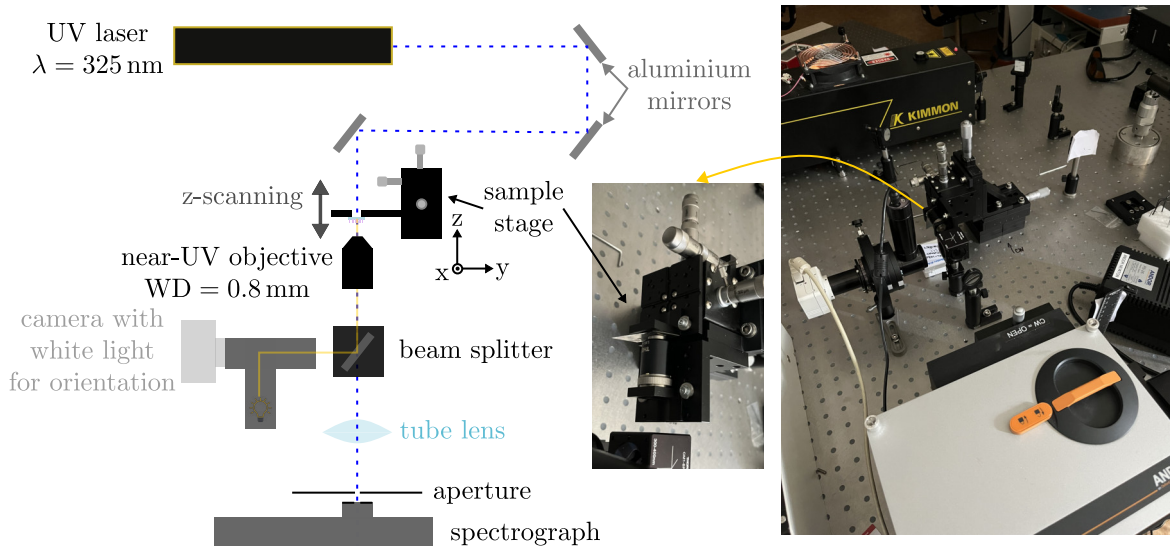 UV laser
λ = 325 nm
aluminium
mirrors
z-scanning
sample
stage
z
x
y
near-UV objective
WD = 0.8 mm
camera with
white light
for orientation
beam splitter
tube lens
aperture
spectrograph
KIMMON
CW = OPEN